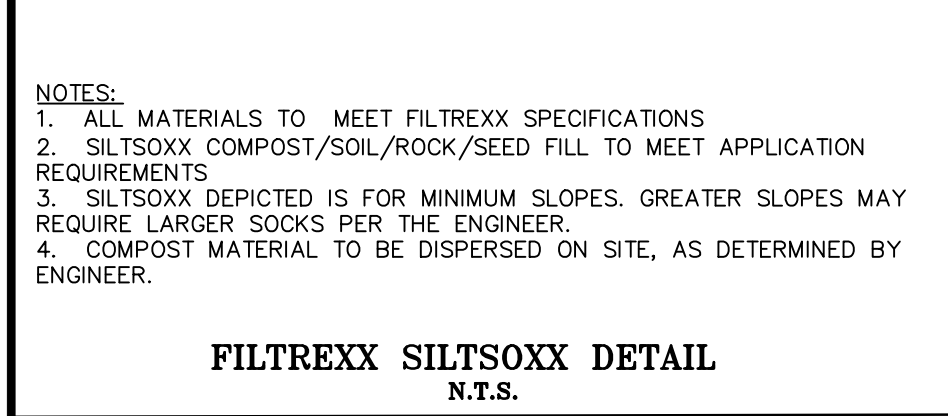 NOTES:
1. ALL MATERIALS TO MEET FILTREXX SPECIFICATIONS
2. SILTSOXX COMPOST/SOIL/ROCK/SEED FILL TO MEET APPLICATION
REQUIREMENTS
3. SILTSOXX DEPICTED IS FOR MINIMUM SLOPES. GREATER SLOPES MAY
REQUIRE LARGER SOCKS PER THE ENGINEER.
4. COMPOST MATERIAL TO BE DISPERSED ON SITE, AS DETERMINED BY
ENGINEER.
FILTREXX SILTSOXX DETAIL
N.T.S.